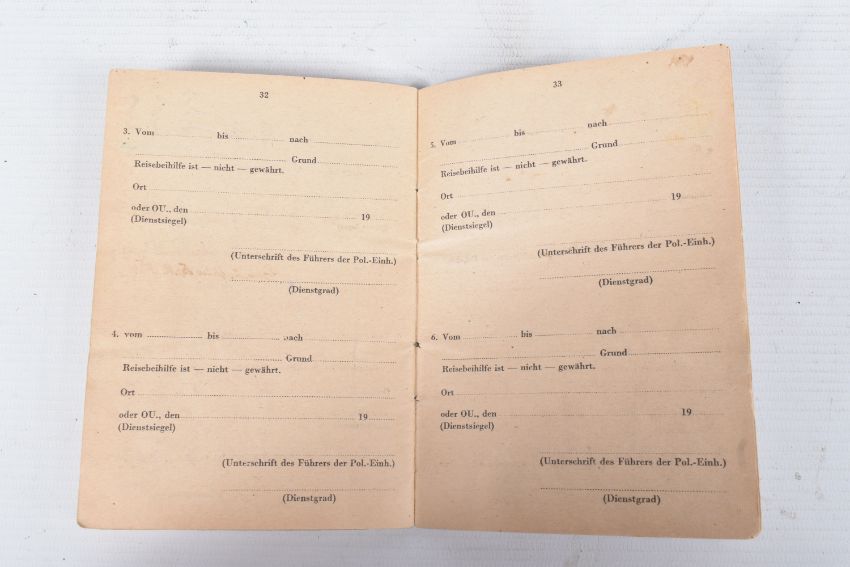 32
3. Vom bis nach
Grund
Reisebeihilfe ist — nicht — gewährt.
Ort
oder OU., den 19
(Dienstsiegel)
(Unterschrift des Führers der Pol.-Einh.)
(Dienstgrad)
4. vom bis nach
Grund
Reisebeihilfe ist — nicht — gewährt.
Ort
oder OU., den 19
(Dienstsiegel)
(Unterschrift des Führers der Pol.-Einh.)
(Dienstgrad)
33
5. Vom bis nach
Grund
Reisebeihilfe ist — nicht — gewährt.
Ort
oder OU., den 19
(Dienstsiegel)
(Unterschrift des Führers der Pol.-Einh.)
(Dienstgrad)
6. Vom bis nach
Grund
Reisebeihilfe ist — nicht — gewährt.
Ort
oder OU., den 19
(Dienstsiegel)
(Unterschrift des Führers der Pol.-Einh.)
(Dienstgrad)